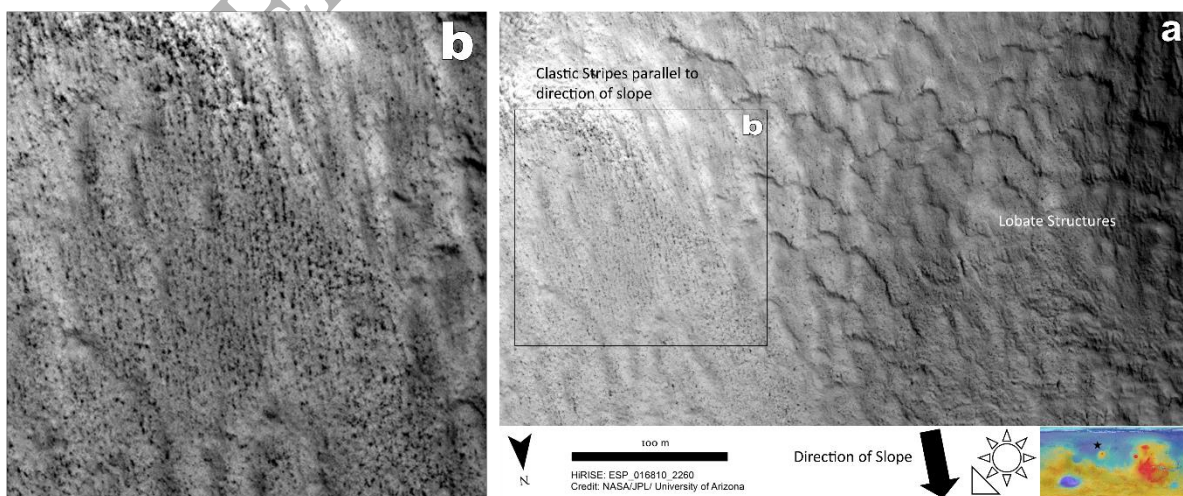 b
a
Clastic Stripes parallel to
direction of slope
b
Lobate Structures
100 m
N
HiRISE: ESP_016810_2260
Credit: NASA/JPL/ University of Arizona
Direction of Slope